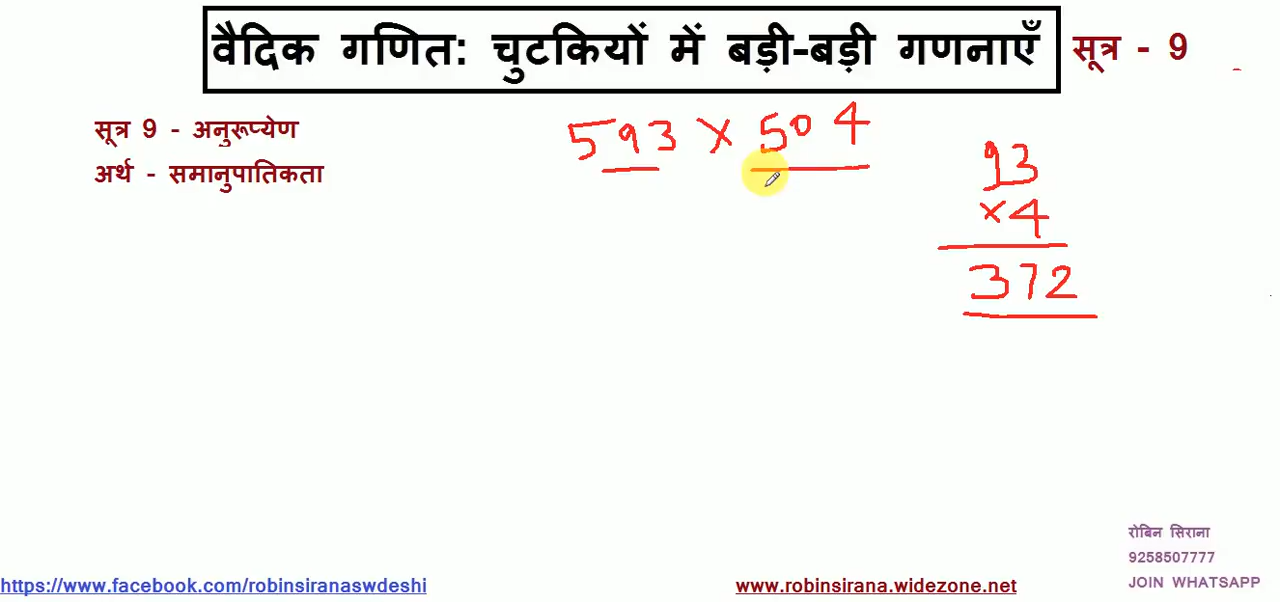 वैदिक गणित: चुटकियों में बड़ी-बड़ी गणनाएँ सूत्र - 9
सूत्र 9 - अनुरूप्येण
अर्थ - समानुपातिकता
593 × 504
93
×4
372
रोबिन सिराना
9258507777
JOIN WHATSAPP
https://www.facebook.com/robinsiranaswdeshi
www.robinsirana.widezone.net